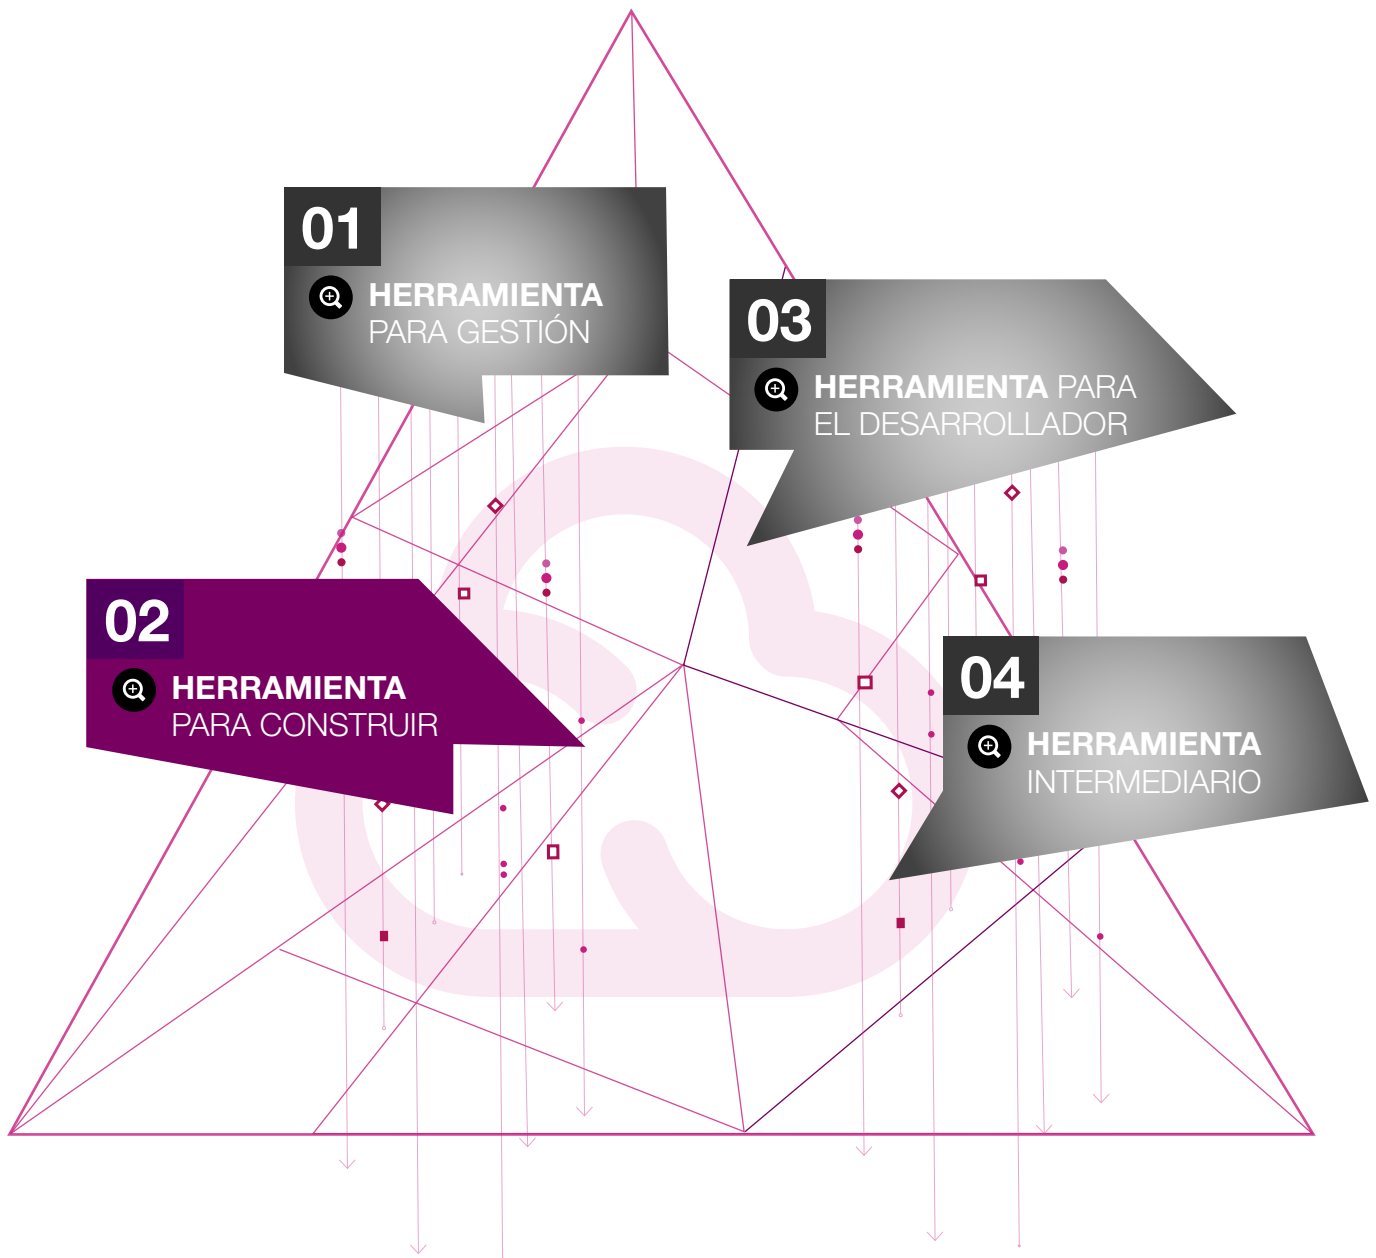 01
HERRAMIENTA
PARA GESTIÓN
02
HERRAMIENTA
PARA CONSTRUIR
03
HERRAMIENTA PARA
EL DESARROLLADOR
04
HERRAMIENTA
INTERMEDIARIO